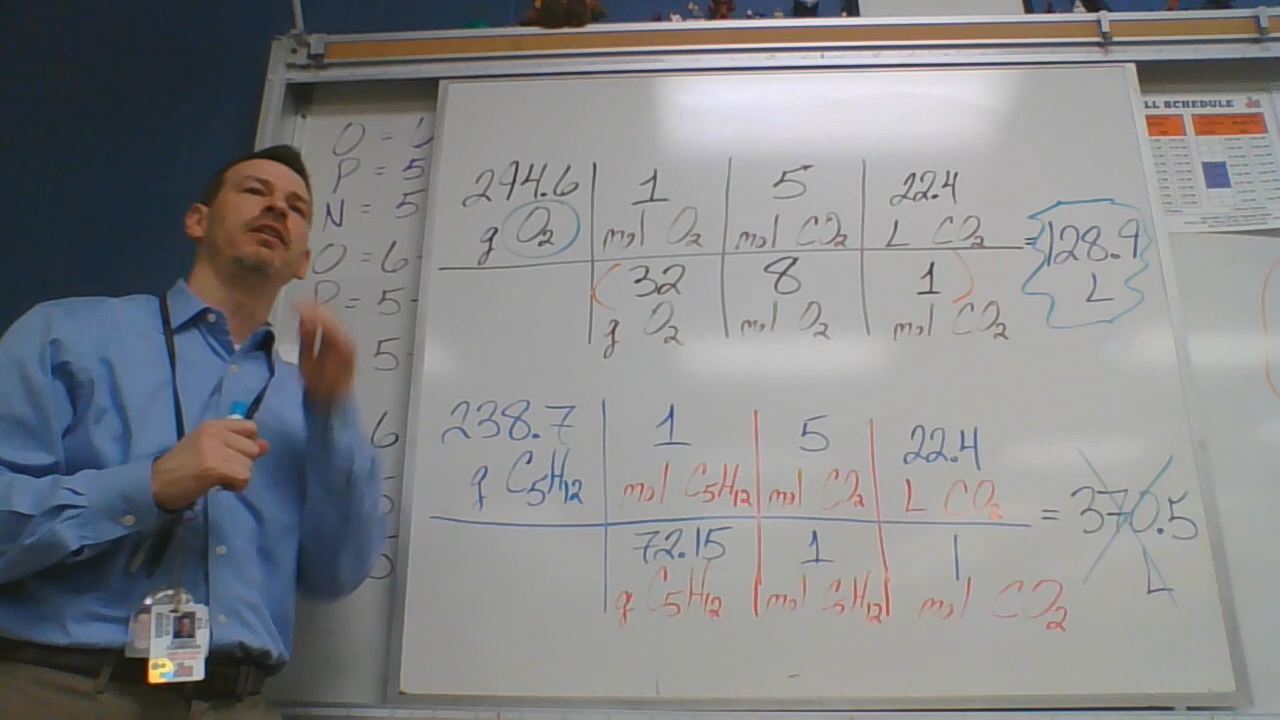 LL SCHEDULE
O =
P = 5
N = 5
O = 6
P = 5
5
6
294.6 1 5 22.4
g O₂ mol O₂ mol CO₂ L CO₂ = 128.9
32 8 1 L
g O₂ mol O₂ mol CO₂
238.7 1 5 22.4
g C₅H₁₂ mol C₅H₁₂ mol CO₂ L CO₂ = 370.5
72.15 1 1 L
g C₅H₁₂ mol C₅H₁₂ mol CO₂